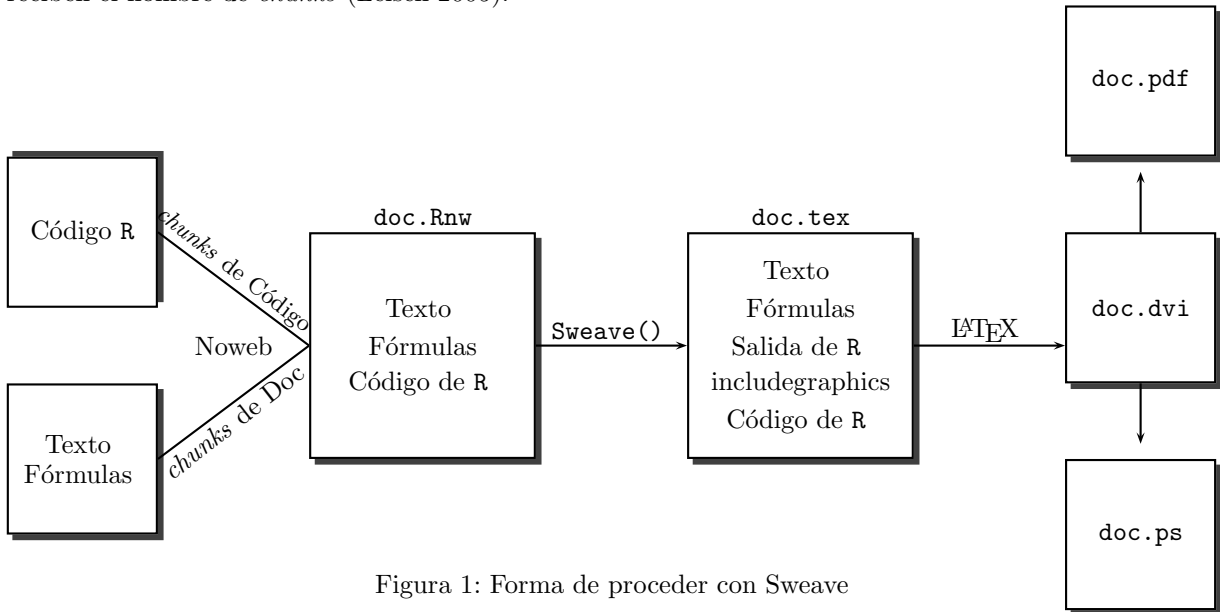 doc.pdf
Código R
chunks de Código
Noweb
chunks de Doc
Texto
Fórmulas
doc.Rnw
Texto
Fórmulas
Código de R
Sweave()
doc.tex
Texto
Fórmulas
Salida de R
includegraphics
Código de R
LATEX
doc.dvi
doc.ps
Figura 1: Forma de proceder con Sweave